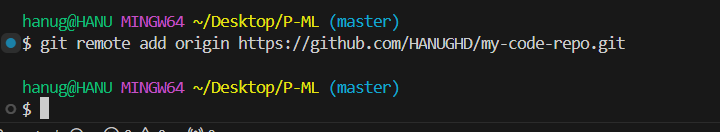 hanug@HANU MINGW64 ~/Desktop/P-ML (master)
$ git remote add origin https://github.com/HANUGHD/my-code-repo.git
hanug@HANU MINGW64 ~/Desktop/P-ML (master)
$